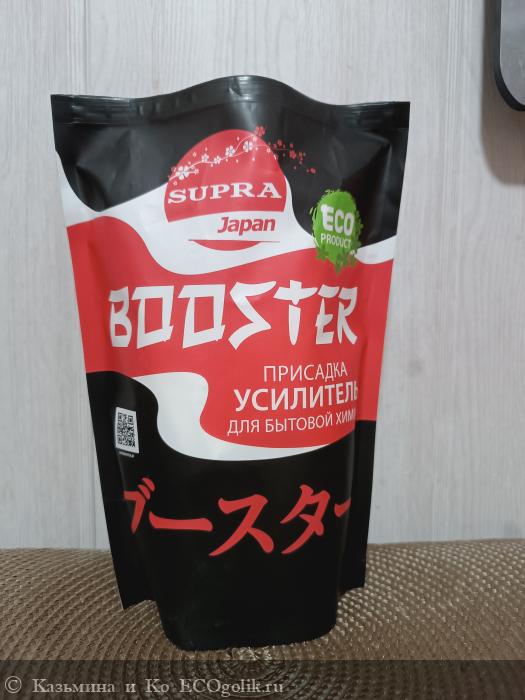 SUPRA
Japan
ECO
PRODUCT
BOOSTER
ПРИСАДКА
УСИЛИТЕЛЬ
ДЛЯ БЫТОВОЙ ХИМИ
ブースター
© Казьмина и Ко ECOgolik.ru